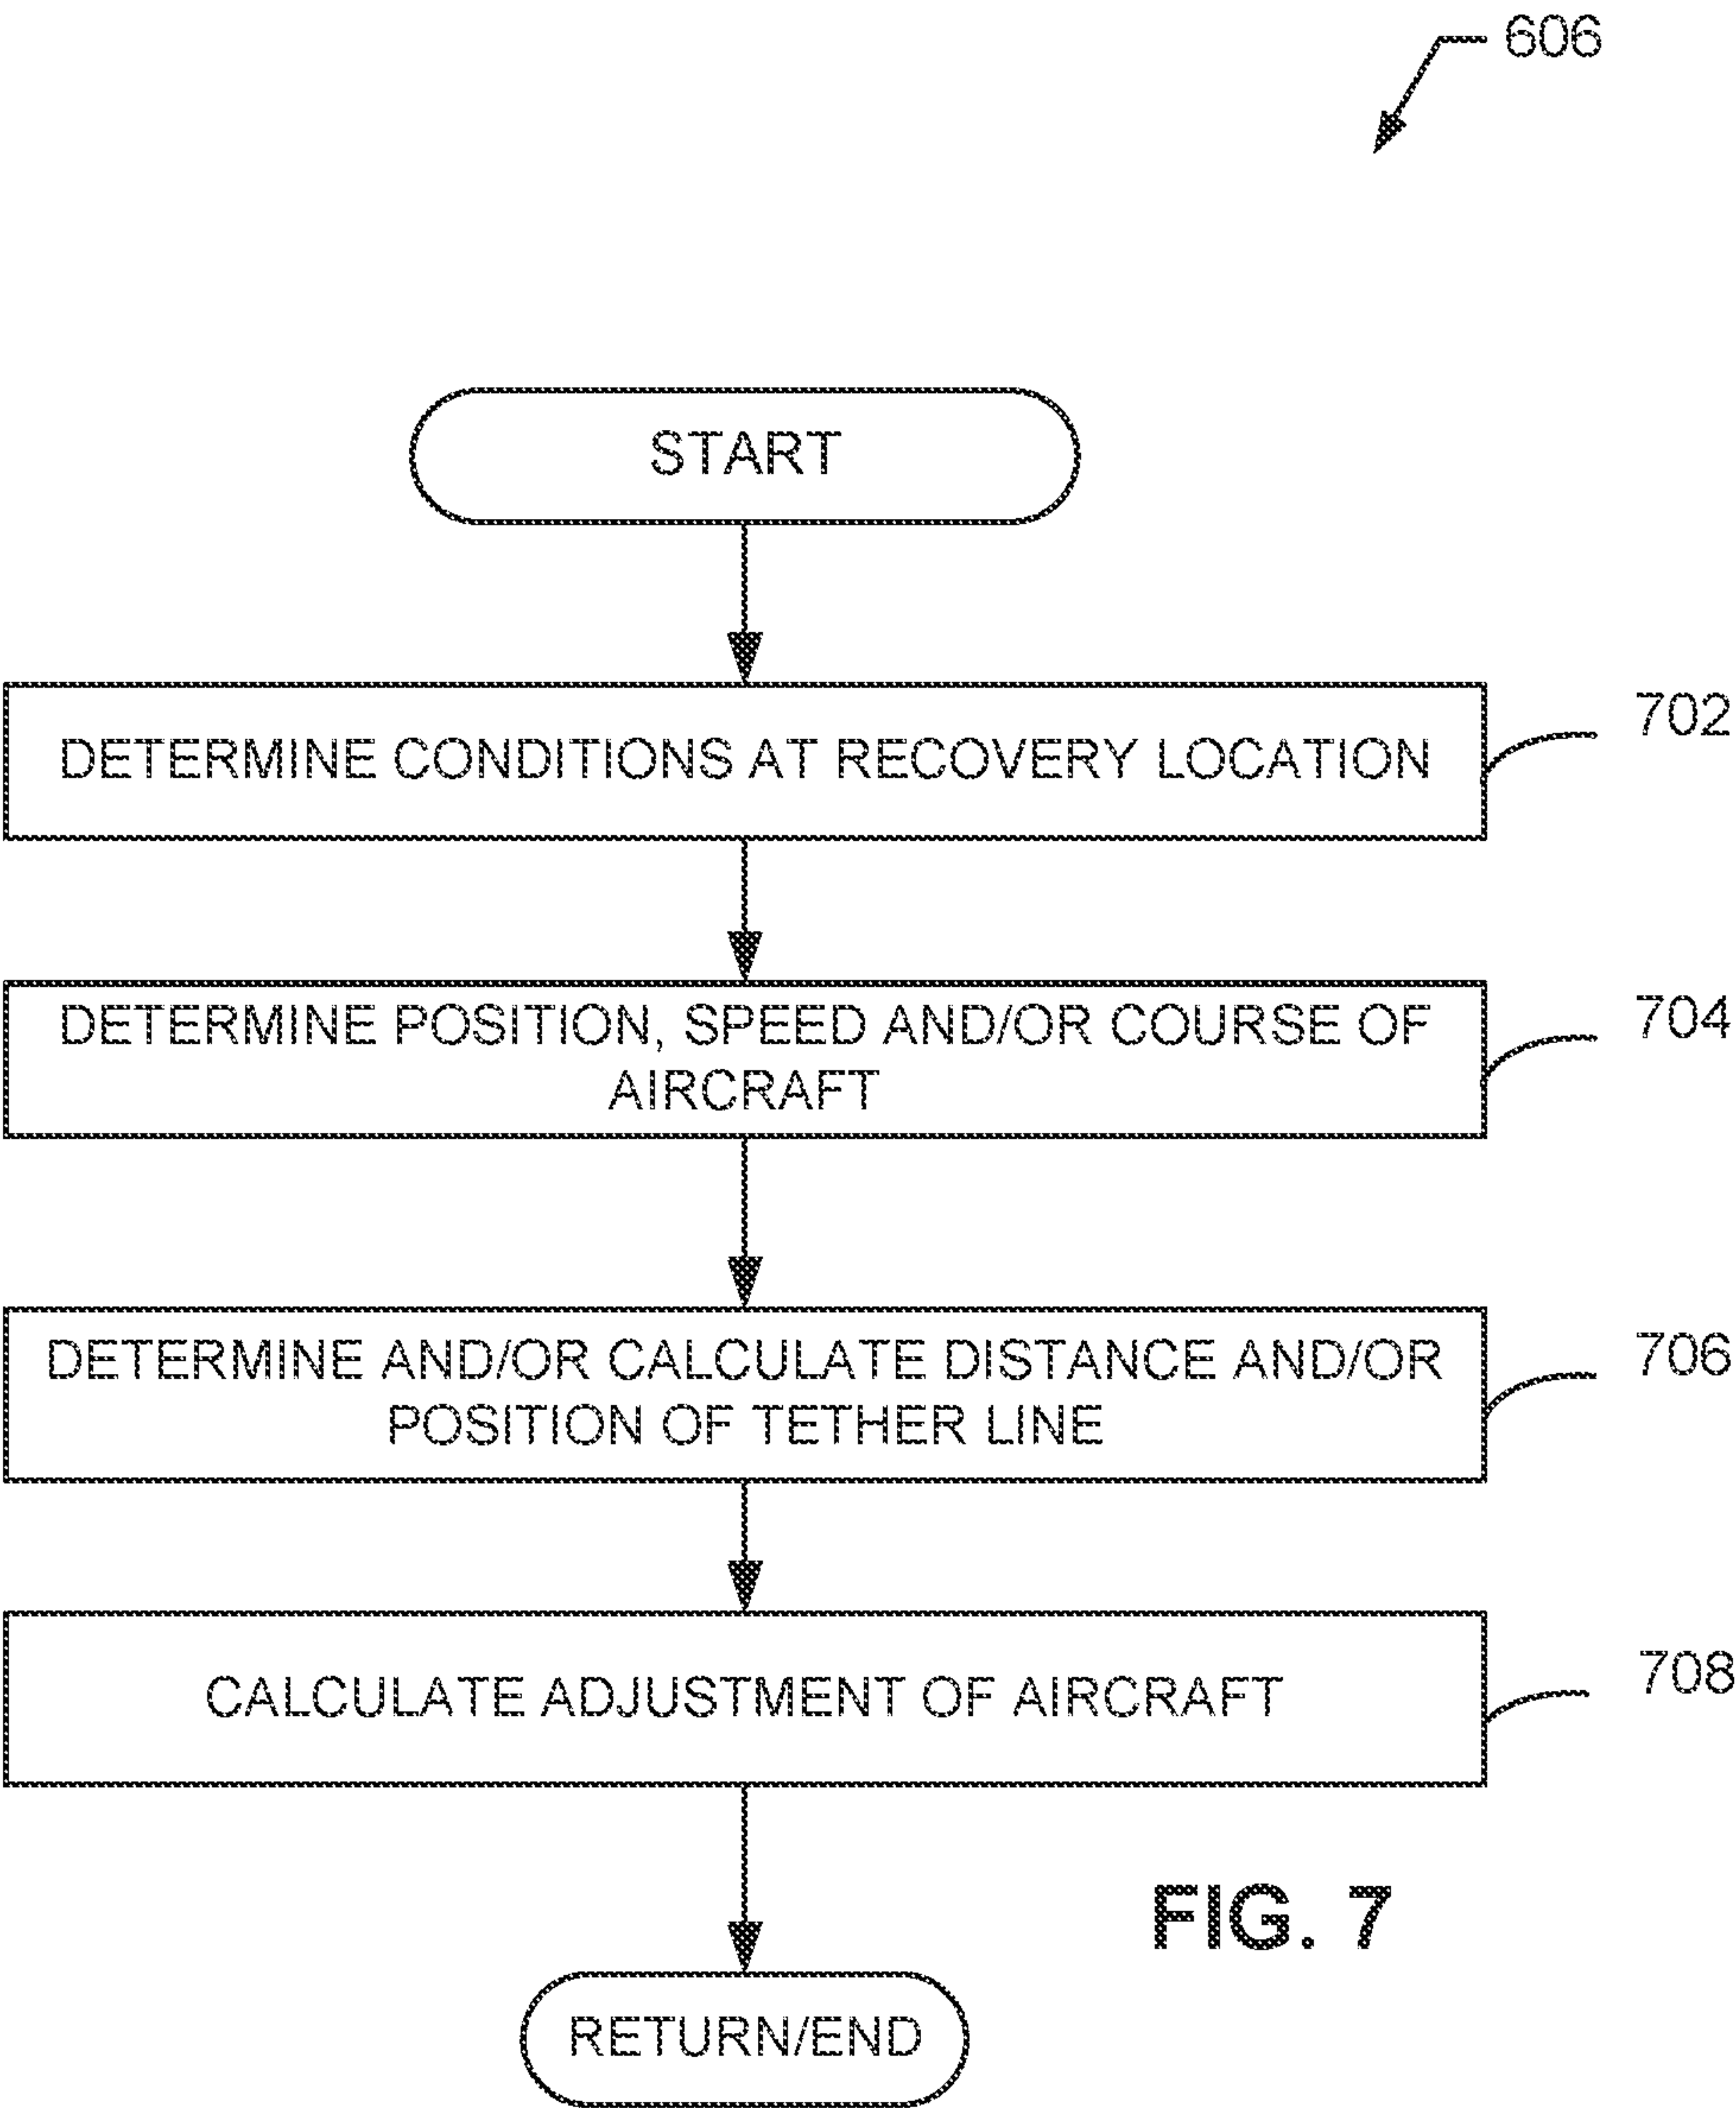 606
START
DETERMINE CONDITIONS AT RECOVERY LOCATION
702
DETERMINE POSITION, SPEED AND/OR COURSE OF
AIRCRAFT
704
DETERMINE AND/OR CALCULATE DISTANCE AND/OR
POSITION OF TETHER LINE
706
CALCULATE ADJUSTMENT OF AIRCRAFT
708
FIG. 7
RETURN/END